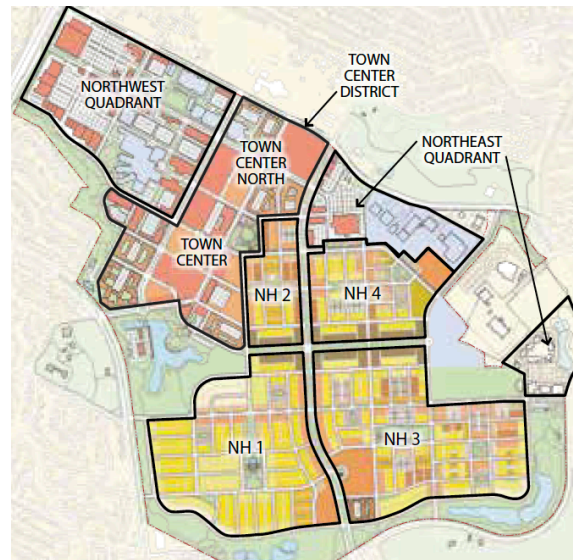 TOWN
CENTER
DISTRICT
NORTHWEST
QUADRANT
NORTHEAST
QUADRANT
TOWN
CENTER
NORTH
TOWN
CENTER
NH 2
NH 4
NH 1
NH 3